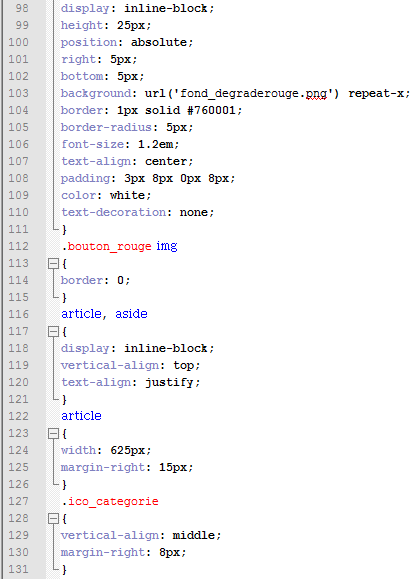 98 display: inline-block;
99 height: 25px;
100 position: absolute;
101 right: 5px;
102 bottom: 5px;
103 background: url('fond_degraderouge.png') repeat-x;
104 border: 1px solid #760001;
105 border-radius: 5px;
106 font-size: 1.2em;
107 text-align: center;
108 padding: 3px 8px 0px 8px;
109 color: white;
110 text-decoration: none;
111 }
112 .bouton_rouge img
113 {
114 border: 0;
115 }
116 article, aside
117 {
118 display: inline-block;
119 vertical-align: top;
120 text-align: justify;
121 }
122 article
123 {
124 width: 625px;
125 margin-right: 15px;
126 }
127 .ico_categorie
128 {
129 vertical-align: middle;
130 margin-right: 8px;
131 }